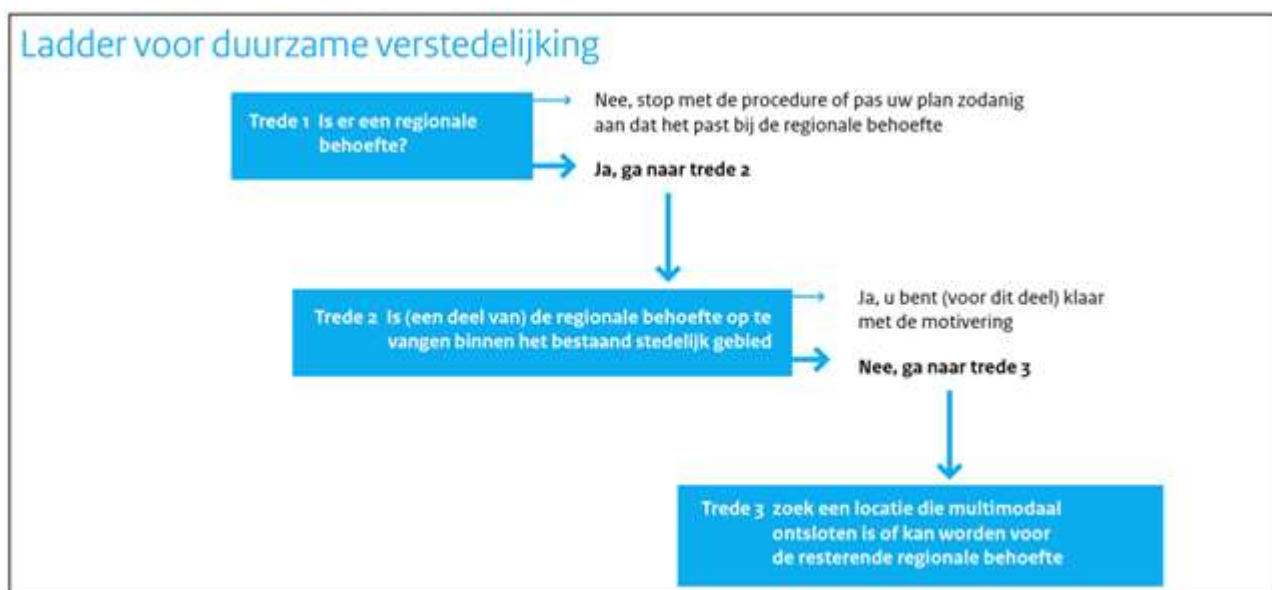 Ladder voor duurzame verstedelijking
Trede 1 Is er een regionale
behoefte?
Nee, stop met de procedure of pas uw plan zodanig
aan dat het past bij de regionale behoefte
Ja, ga naar trede 2
Trede 2 Is (een deel van) de regionale behoefte op te
vangen binnen het bestaand stedelijk gebied
Ja, u bent (voor dit deel) klaar
met de motivering
Nee, ga naar trede 3
Trede 3 zoek een locatie die multimodaal
ontsloten is of kan worden voor
de resterende regionale behoefte